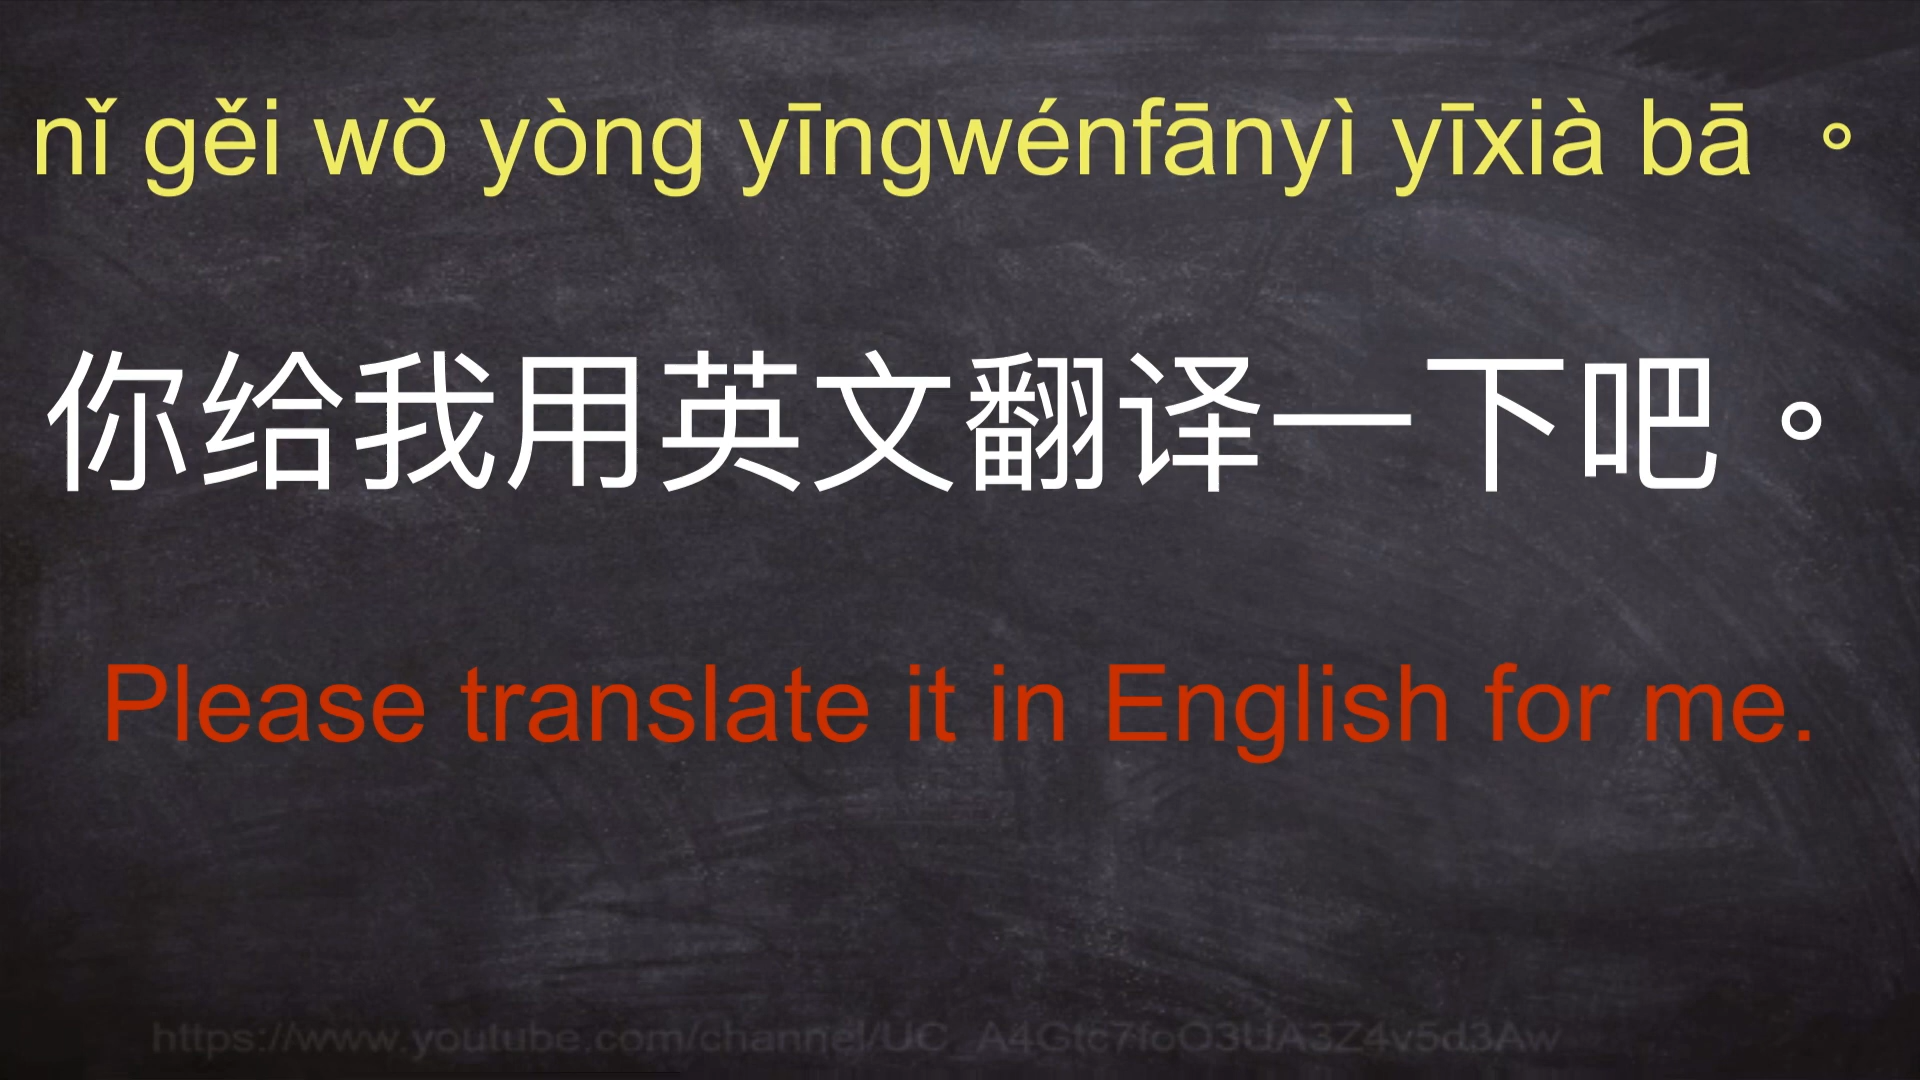 nǐ gěi wǒ yòng yīngwénfānyì yīxià bā 。
你给我用英文翻译一下吧。
Please translate it in English for me.
https://www.youtube.com/channel/UC_A4Gtc7foO3UA3Z4v5d3Aw